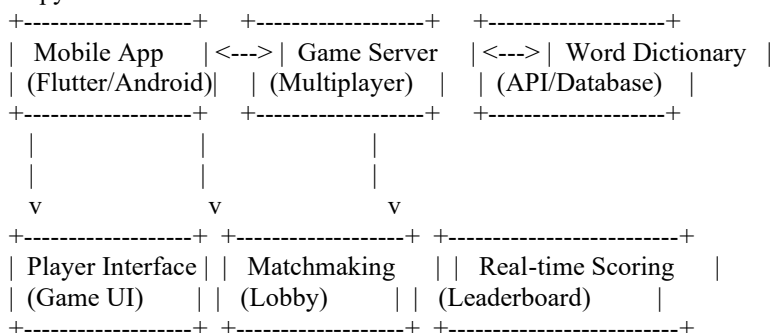 +-------------------+ +-------------------+ +--------------------+
| Mobile App |<--->| Game Server |<--->| Word Dictionary |
| (Flutter/Android)| | (Multiplayer) | | (API/Database) |
+-------------------+ +-------------------+ +--------------------+
| | |
| | |
v v v
+-------------------+ +-------------------+ +--------------------------+
| Player Interface | | Matchmaking | | Real-time Scoring |
| (Game UI) | | (Lobby) | | (Leaderboard) |
+-------------------+ +-------------------+ +--------------------------+